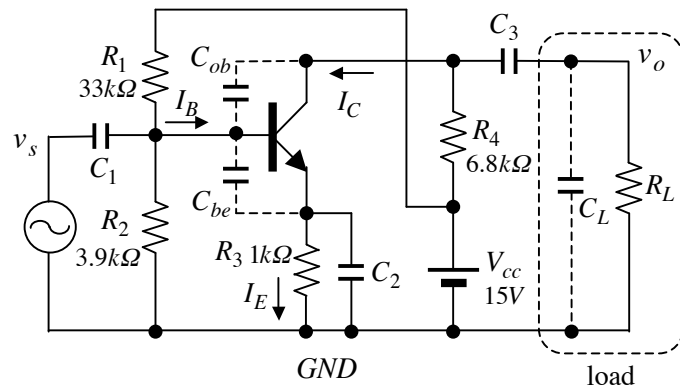 C3
R1
33kΩ
Cob
vo
IB
IC
vs
R4
6.8kΩ
C1
RL
R2
3.9kΩ
Cbe
CL
R3 1kΩ
C2
Vcc
15V
IE
GND
load